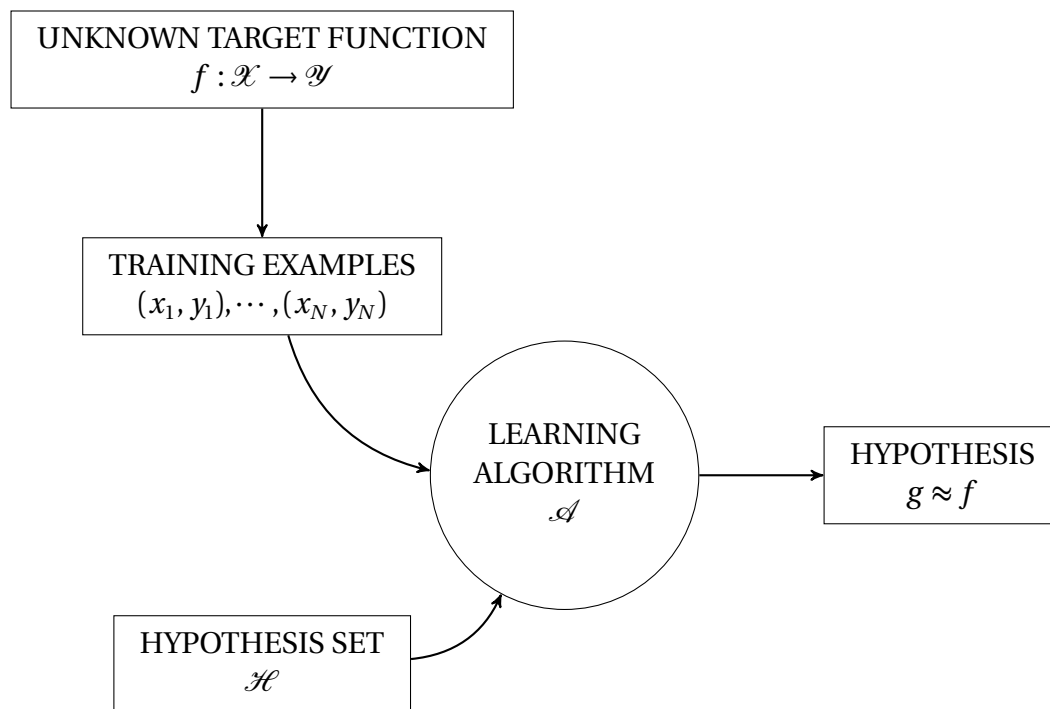 UNKNOWN TARGET FUNCTION
f : 𝒳 → 𝒴
TRAINING EXAMPLES
(x₁, y₁), ⋯ , (x_N, y_N)
LEARNING
ALGORITHM
𝒜
HYPOTHESIS
g ≈ f
HYPOTHESIS SET
ℋ